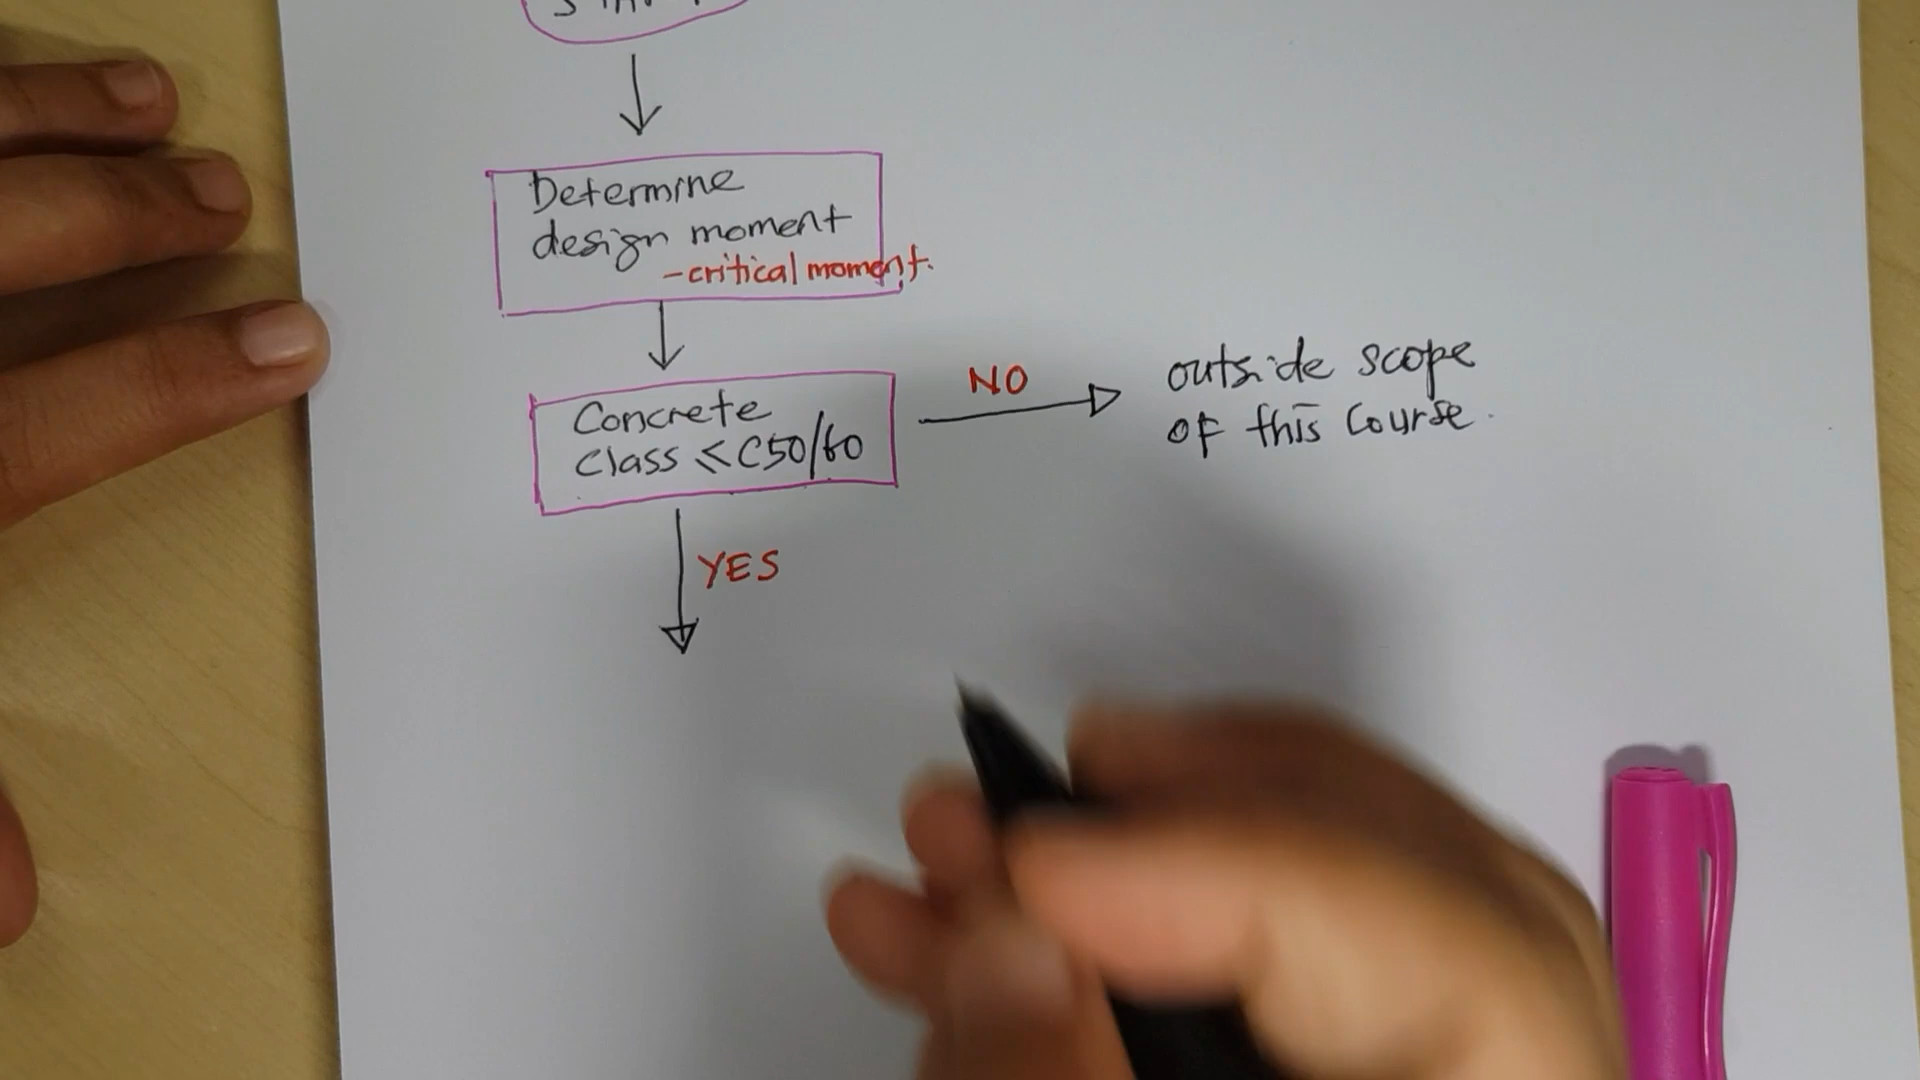 Determine
design moment
-critical moment.
Concrete
class ≤ C50/60
NO
outside scope
of this course.
YES